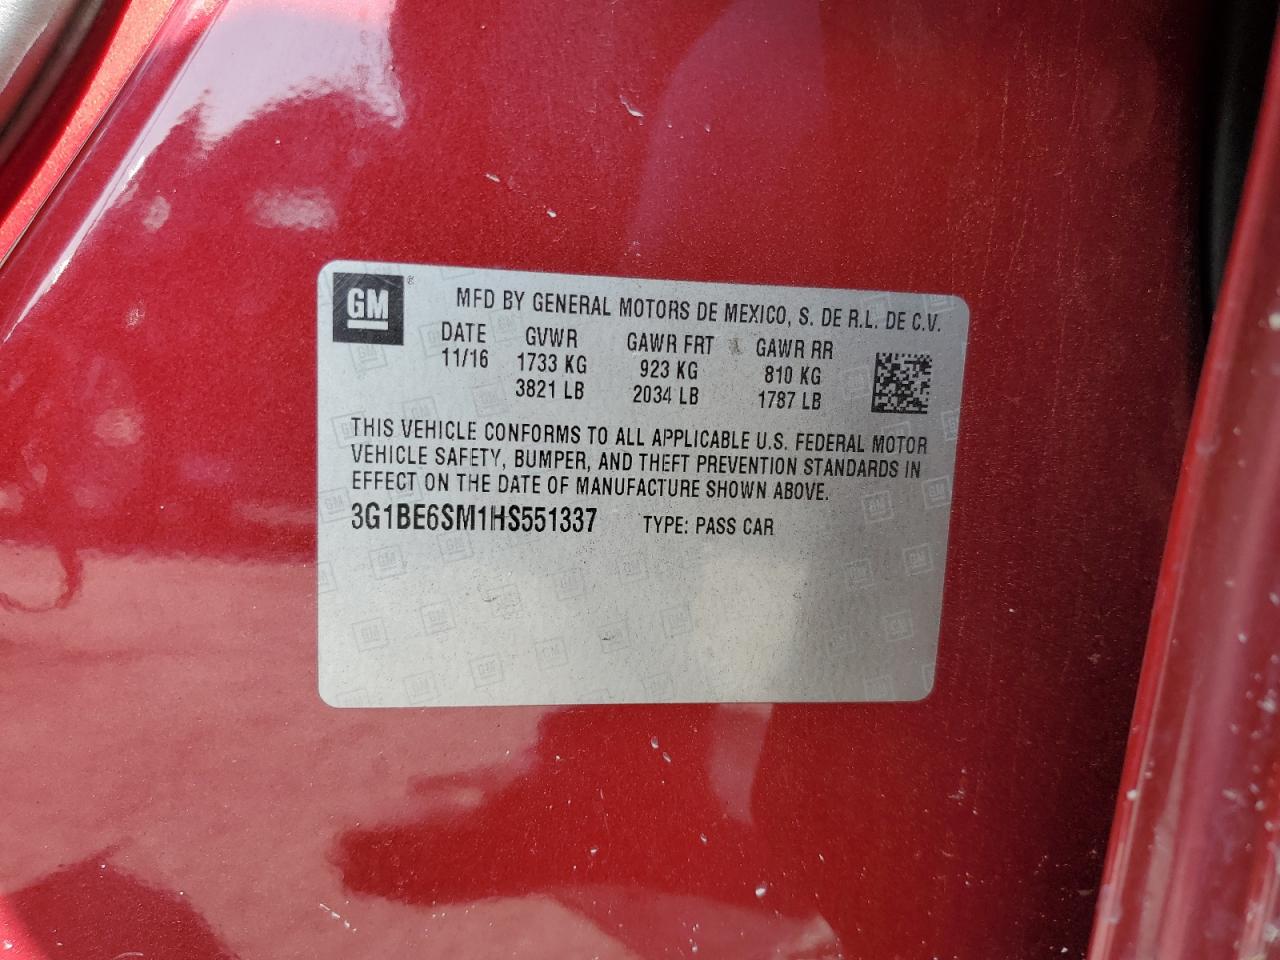 GM ® MFD BY GENERAL MOTORS DE MEXICO, S. DE R.L. DE C.V.
DATE GVWR GAWR FRT GAWR RR
11/16 1733 KG 923 KG 810 KG
3821 LB 2034 LB 1787 LB
THIS VEHICLE CONFORMS TO ALL APPLICABLE U.S. FEDERAL MOTOR
VEHICLE SAFETY, BUMPER, AND THEFT PREVENTION STANDARDS IN
EFFECT ON THE DATE OF MANUFACTURE SHOWN ABOVE.
3G1BE6SM1HS551337 TYPE: PASS CAR